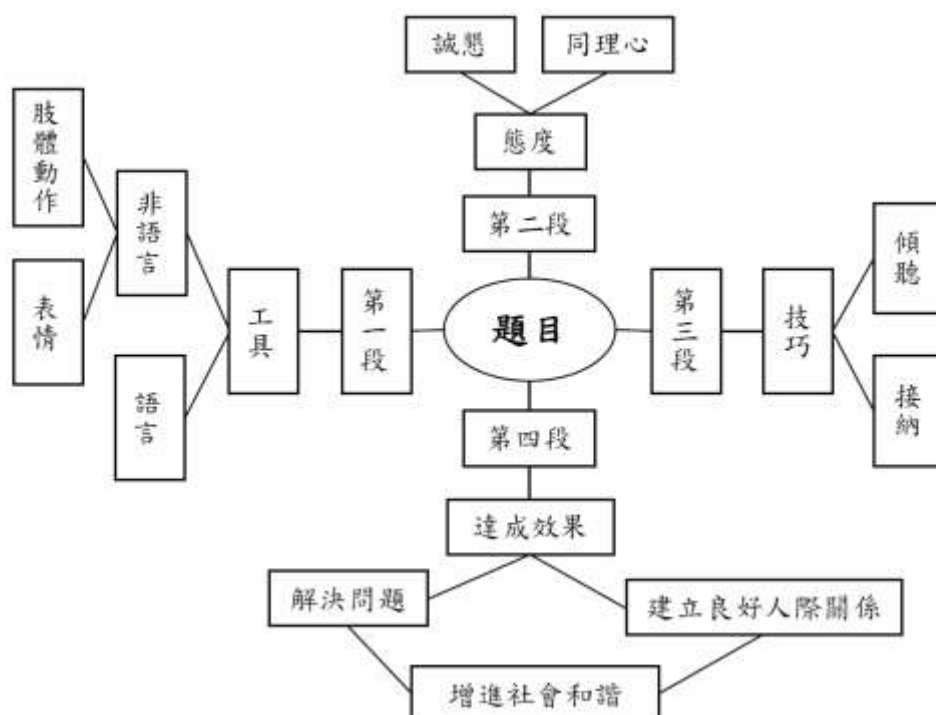 誠懇
同理心
態度
第二段
肢體動作
非語言
表情
語言
工具
第一段
題目
第三段
技巧
傾聽
接納
第四段
達成效果
解決問題
建立良好人際關係
增進社會和諧